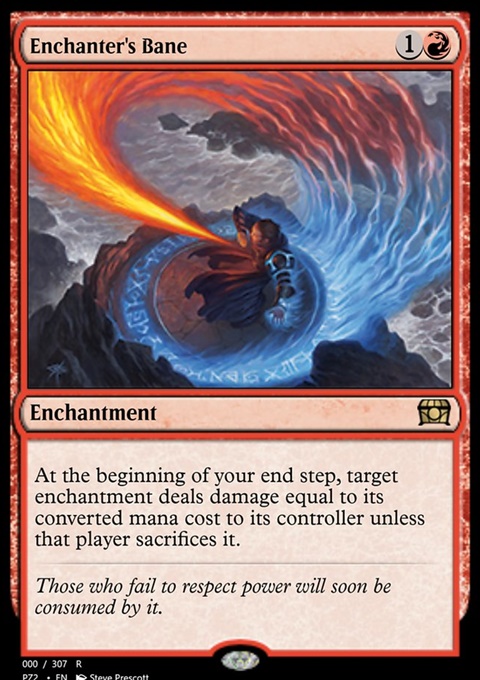 Enchanter's Bane
1
Enchantment
At the beginning of your end step, target
enchantment deals damage equal to its
converted mana cost to its controller unless
that player sacrifices it.
Those who fail to respect power will soon be
consumed by it.
000 / 307 R
PZ2 • EN Steve Prescott